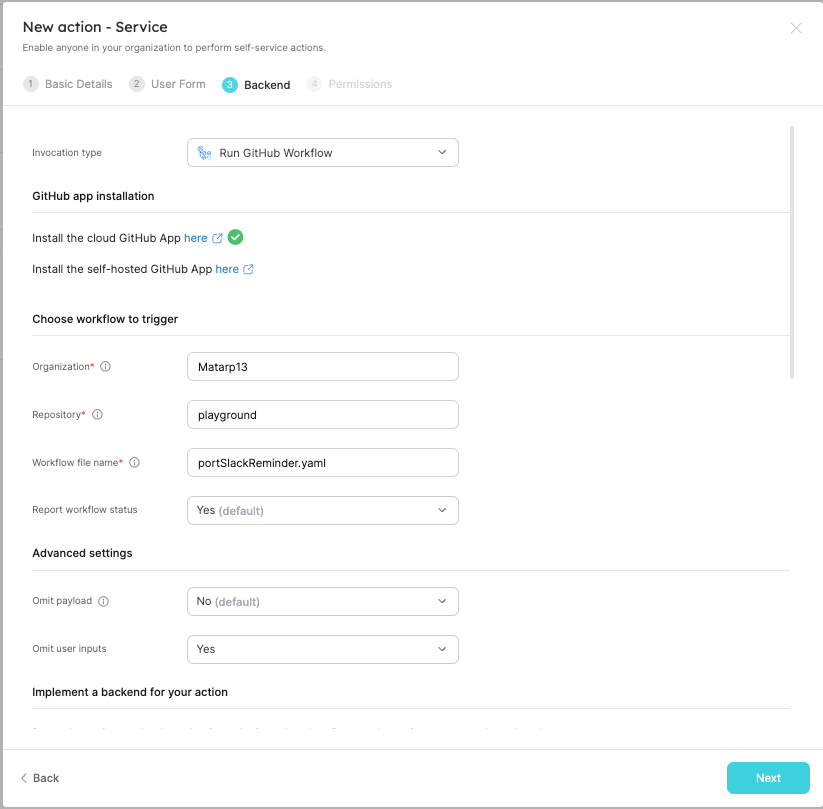 New action - Service
Enable anyone in your organization to perform self-service actions.
1 Basic Details 2 User Form 3 Backend 4 Permissions
Invocation type Run GitHub Workflow
GitHub app installation
Install the cloud GitHub App here
Install the self-hosted GitHub App here
Choose workflow to trigger
Organization* Matarp13
Repository* playground
Workflow file name* portSlackReminder.yaml
Report workflow status Yes (default)
Advanced settings
Omit payload No (default)
Omit user inputs Yes
Implement a backend for your action
Back Next